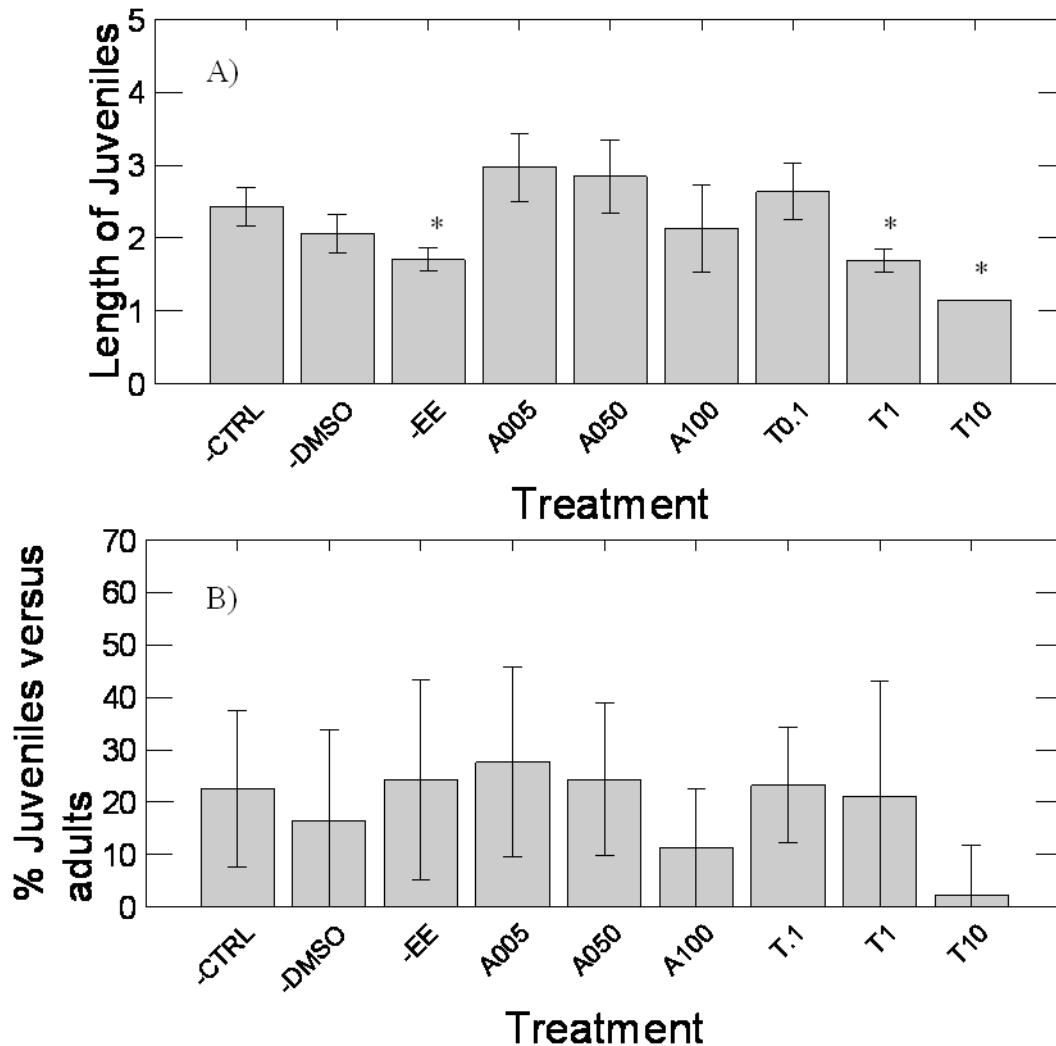 5
4
3
2
1
0
Length of Juveniles
A)
*
*
*
-CTRL
-DMSO
-EE
A005
A050
A100
T0.1
T1
T10
Treatment
70
60
50
40
30
20
10
0
% Juveniles versus
adults
B)
-CTRL
-DMSO
-EE
A005
A050
A100
T.1
T1
T10
Treatment